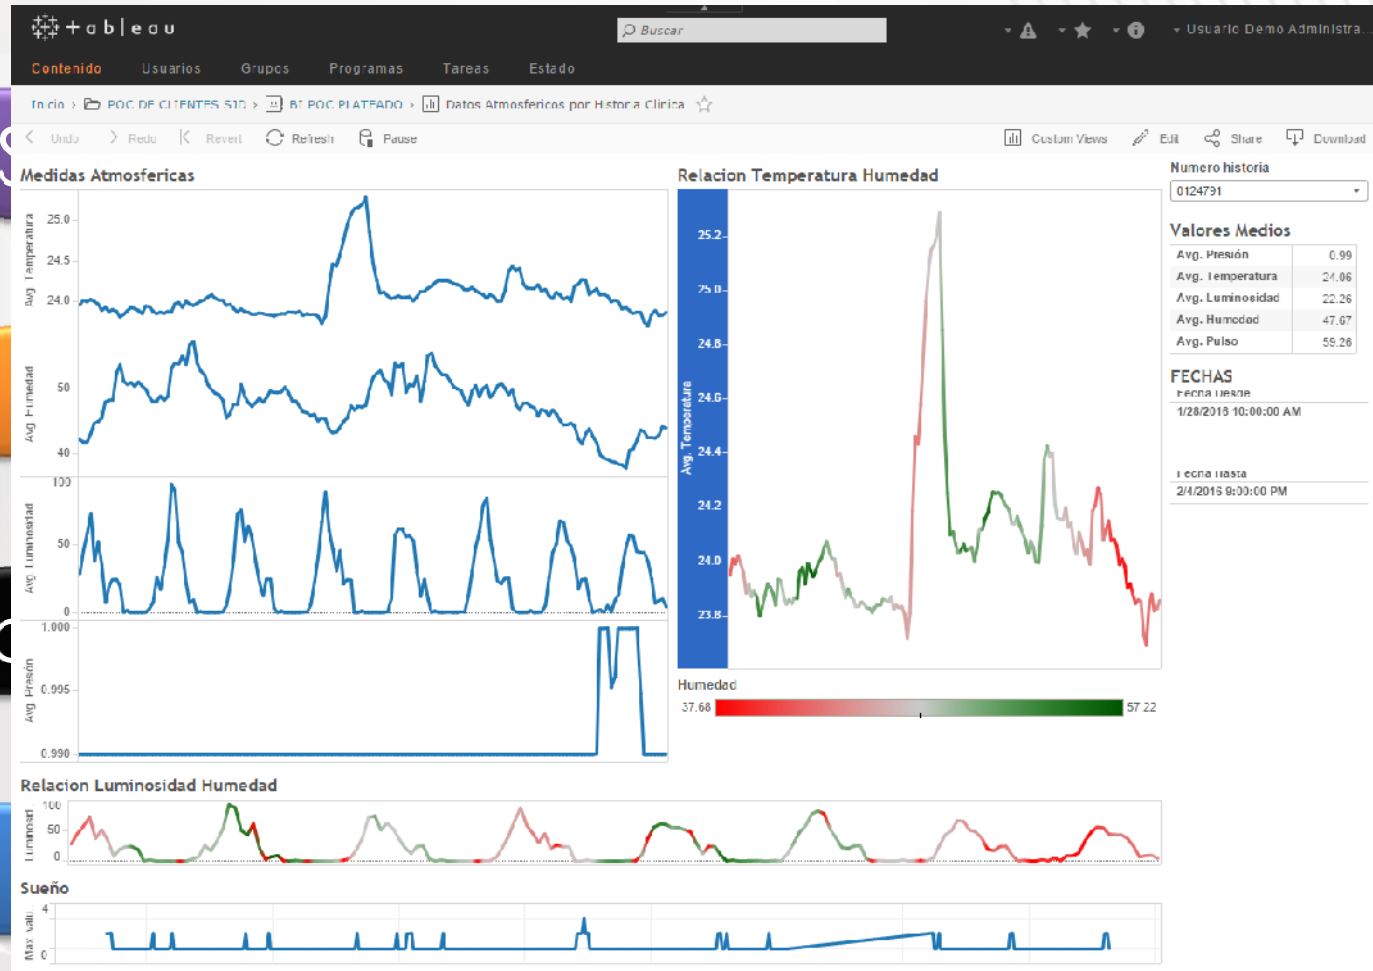 +ableau
Buscar
Usuario Demo Administra...
Contenido Usuarios Grupos Programas Tareas Estado
Inicio › POC DE CLIENTES SJD › BI POC PLATEADO › Datos Atmosfericos por Historia Clinica
Undo Redo Revert Refresh Pause
Custom Views Edit Share Download
Medidas Atmosfericas
Avg. Temperatura
25.0
24.5
24.0
Avg. Humedad
50
40
Avg. Luminosidad
100
50
0
Avg. Presión
1.000
0.995
0.990
Relacion Temperatura Humedad
Avg. Temperatura
25.2
25.0
24.8
24.6
24.4
24.2
24.0
23.8
Humedad
37.68 57.22
Numero historia
0124791
Valores Medios
Avg. Presión 0.99
Avg. Temperatura 24.06
Avg. Luminosidad 22.26
Avg. Humedad 47.67
Avg. Pulso 59.26
FECHAS
Fecha Desde
1/28/2016 10:00:00 AM
Fecha Hasta
2/4/2016 9:00:00 PM
Relacion Luminosidad Humedad
Luminosid..
100
50
0
Sueño
Max. Valu..
4
0